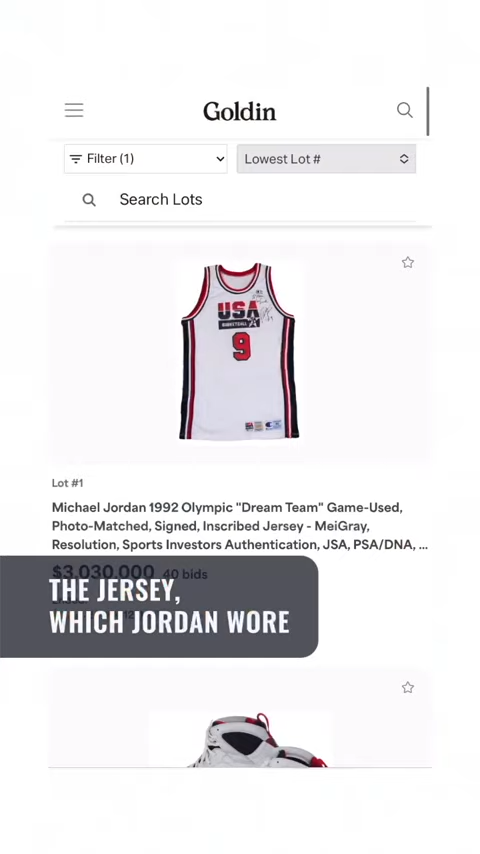 Goldin
Filter (1)
Lowest Lot #
Search Lots
USA
BASKETBALL
9
Lot #1
Michael Jordan 1992 Olympic "Dream Team" Game-Used,
Photo-Matched, Signed, Inscribed Jersey - MeiGray,
Resolution, Sports Investors Authentication, JSA, PSA/DNA, ...
$3,030,000 40 bids
THE JERSEY,
WHICH JORDAN WORE